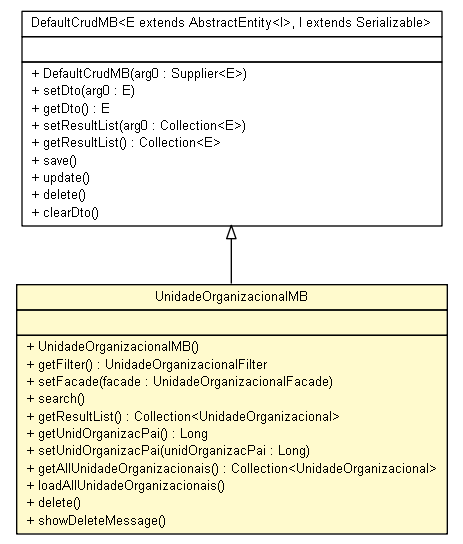 DefaultCrudMB<E extends AbstractEntity<I>, I extends Serializable>
+ DefaultCrudMB(arg0 : Supplier<E>)
+ setDto(arg0 : E)
+ getDto() : E
+ setResultList(arg0 : Collection<E>)
+ getResultList() : Collection<E>
+ save()
+ update()
+ delete()
+ clearDto()
UnidadeOrganizacionalMB
+ UnidadeOrganizacionalMB()
+ getFilter() : UnidadeOrganizacionalFilter
+ setFacade(facade : UnidadeOrganizacionalFacade)
+ search()
+ getResultList() : Collection<UnidadeOrganizacional>
+ getUnidOrganizacPai() : Long
+ setUnidOrganizacPai(unidOrganizacPai : Long)
+ getAllUnidadeOrganizacionais() : Collection<UnidadeOrganizacional>
+ loadAllUnidadeOrganizacionais()
+ delete()
+ showDeleteMessage()